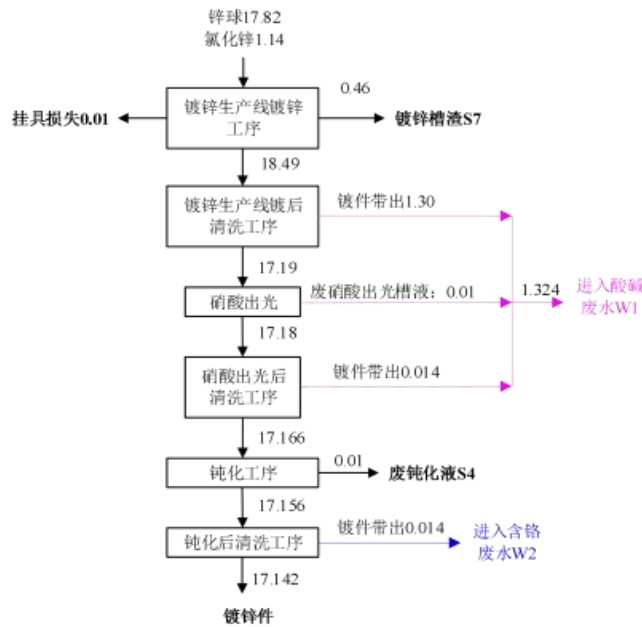 锌球17.82
氯化锌1.14
0.46
挂具损失0.01
镀锌生产线镀锌
工序
镀锌槽渣S7
18.49
镀锌生产线镀后
清洗工序
镀件带出1.30
17.19
硝酸出光
废硝酸出光槽液：0.01
1.324
进入酸碱
废水W1
17.18
硝酸出光后
清洗工序
镀件带出0.014
17.166
钝化工序
0.01
废钝化液S4
17.156
钝化后清洗工序
镀件带出0.014
进入含铬
废水W2
17.142
镀锌件